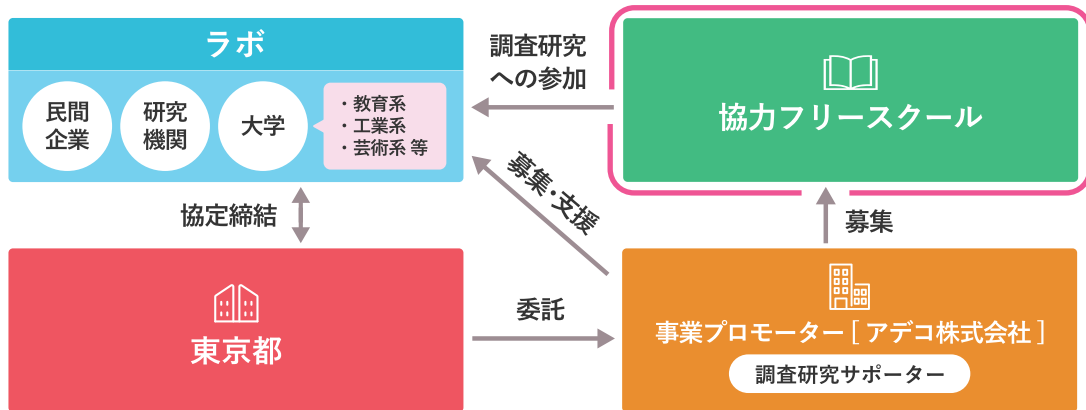 ラボ
民間
企業
研究
機関
大学
・教育系
・工業系
・芸術系 等
調査研究
への参加
協力フリースクール
協定締結
募集・支援
募集
東京都
委託
事業プロモーター[アデコ株式会社]
調査研究サポーター